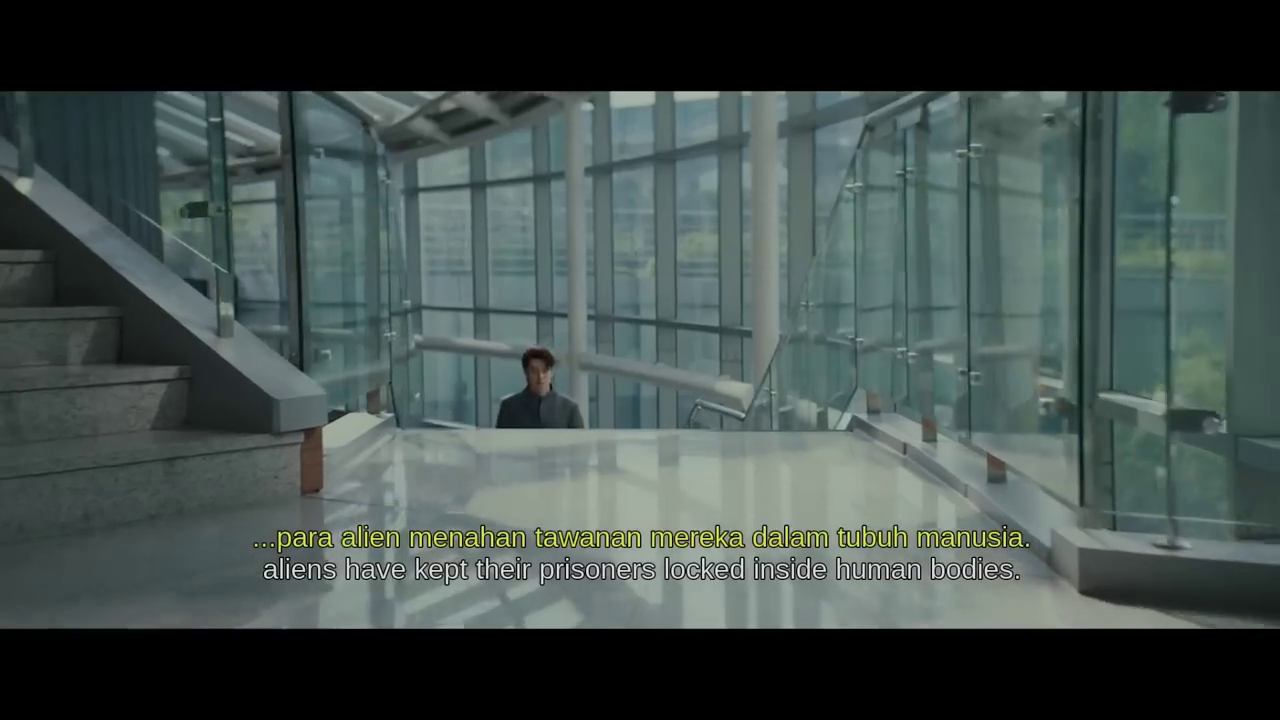 ...para alien menahan tawanan mereka dalam tubuh manusia.
aliens have kept their prisoners locked inside human bodies.